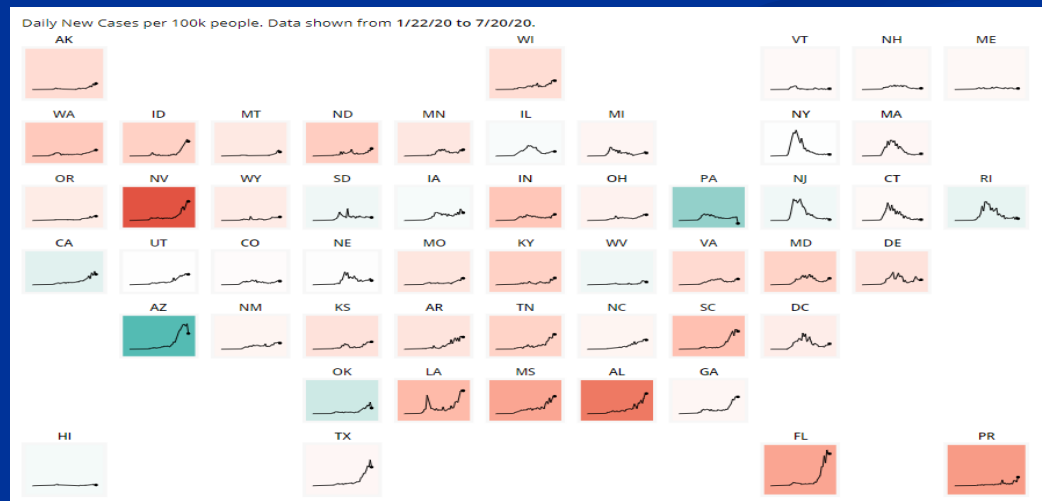 Daily New Cases per 100k people. Data shown from 1/22/20 to 7/20/20.
AK WI VT NH ME
WA ID MT ND MN IL MI NY MA
OR NV WY SD IA IN OH PA NJ CT RI
CA UT CO NE MO KY WV VA MD DE
AZ NM KS AR TN NC SC DC
OK LA MS AL GA
HI TX FL PR